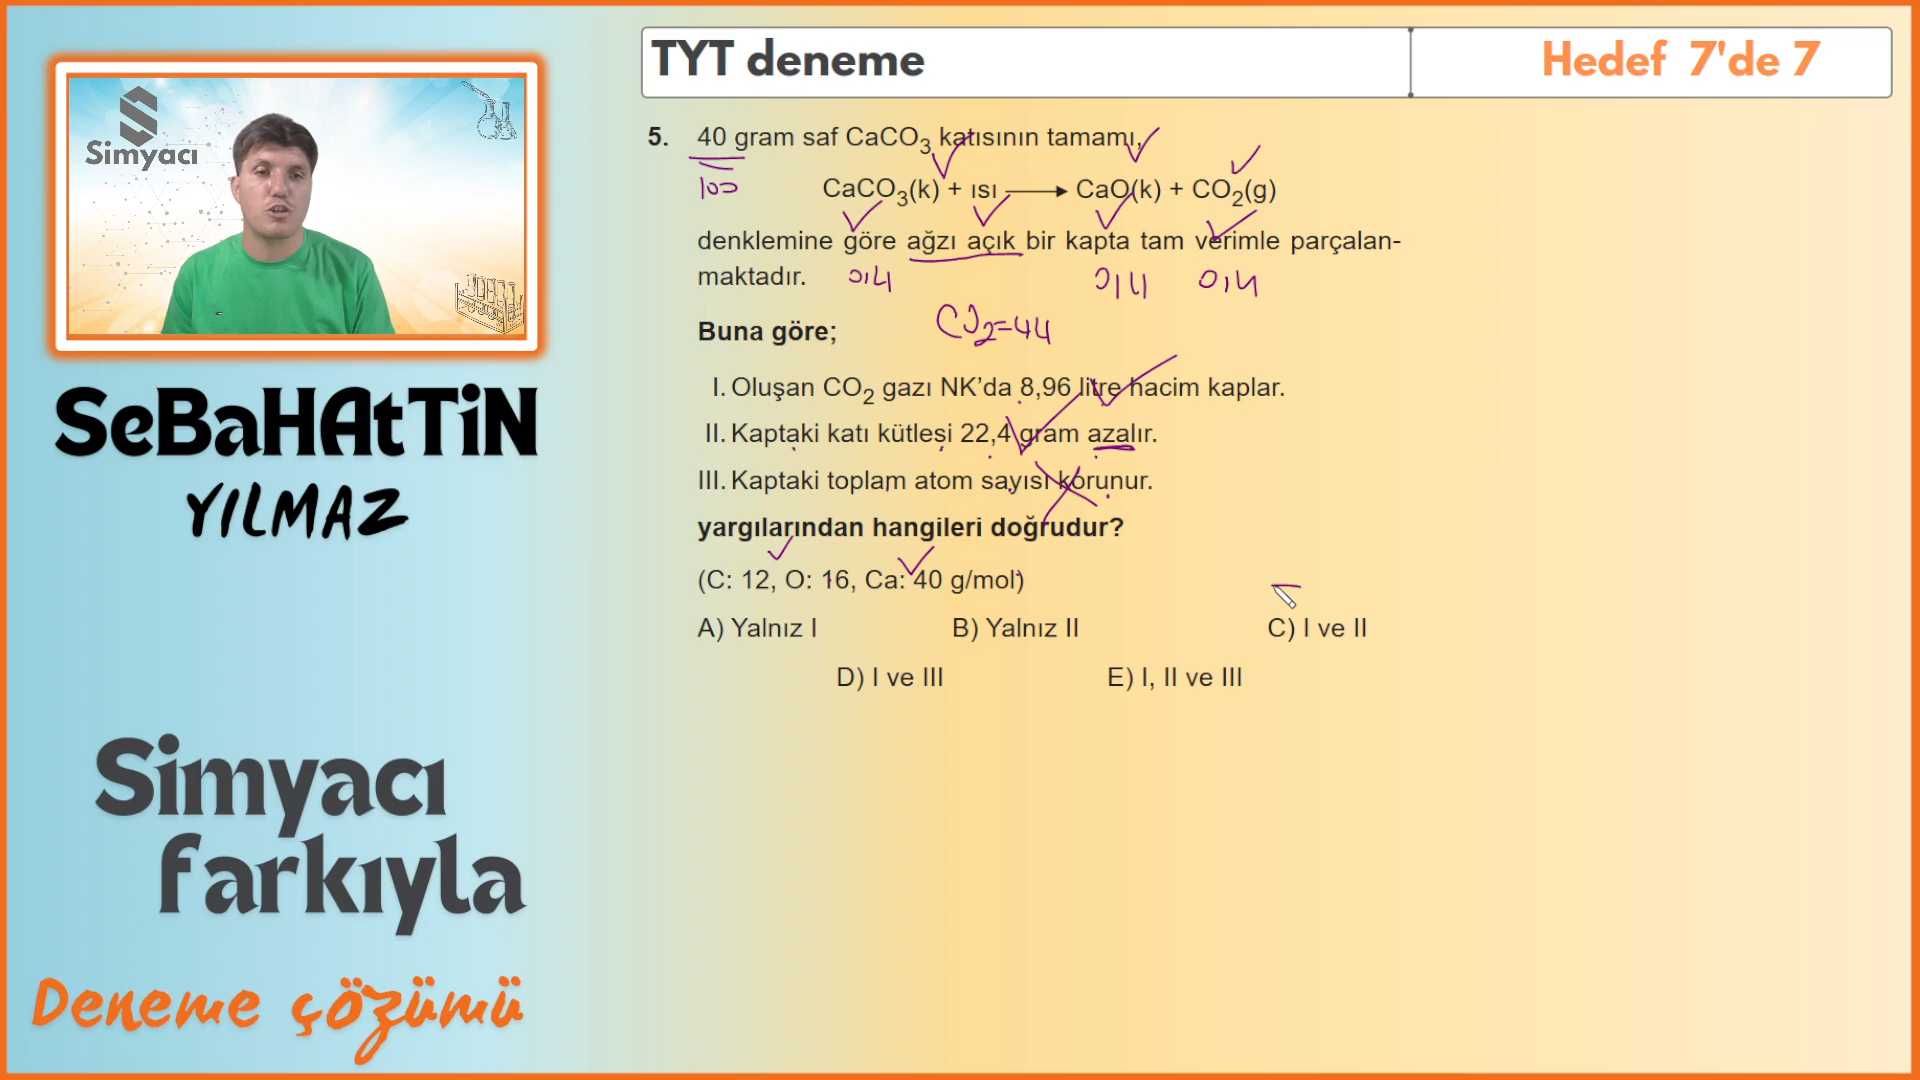 TYT deneme
Hedef 7'de 7
Simyacı
SeBaHAtTiN
YILMAZ
Simyacı
farkıyla
Deneme çözümü
5. 40 gram saf CaCO3 katısının tamamı,
100
CaCO3(k) + ısı → CaO(k) + CO2(g)
denklemine göre ağzı açık bir kapta tam verimle parçalan-
maktadır.
0,4 0,4 0,4
Buna göre;
CO2=44
I. Oluşan CO2 gazı NK'da 8,96 litre hacim kaplar.
II. Kaptaki katı kütlesi 22,4 gram azalır.
III. Kaptaki toplam atom sayısı korunur.
yargılarından hangileri doğrudur?
(C: 12, O: 16, Ca: 40 g/mol)
A) Yalnız I B) Yalnız II C) I ve II
D) I ve III E) I, II ve III